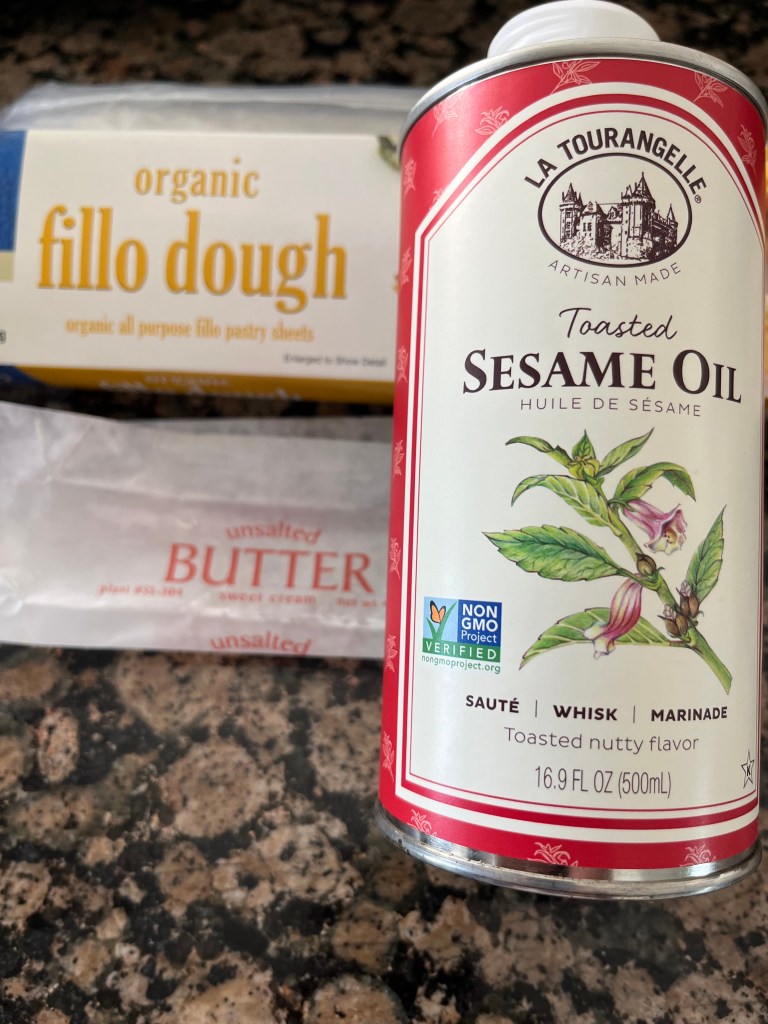 organic
fillo dough
organic all purpose fillo pastry sheets
Enlarged to Show Detail
unsalted
BUTTER
sweet cream
unsalted
LA TOURANGELLE®
ARTISAN MADE
Toasted
SESAME OIL
HUILE DE SÉSAME
NON
GMO
Project
VERIFIED
nongmoproject.org
SAUTÉ | WHISK | MARINADE
Toasted nutty flavor
16.9 FL OZ (500mL)
K